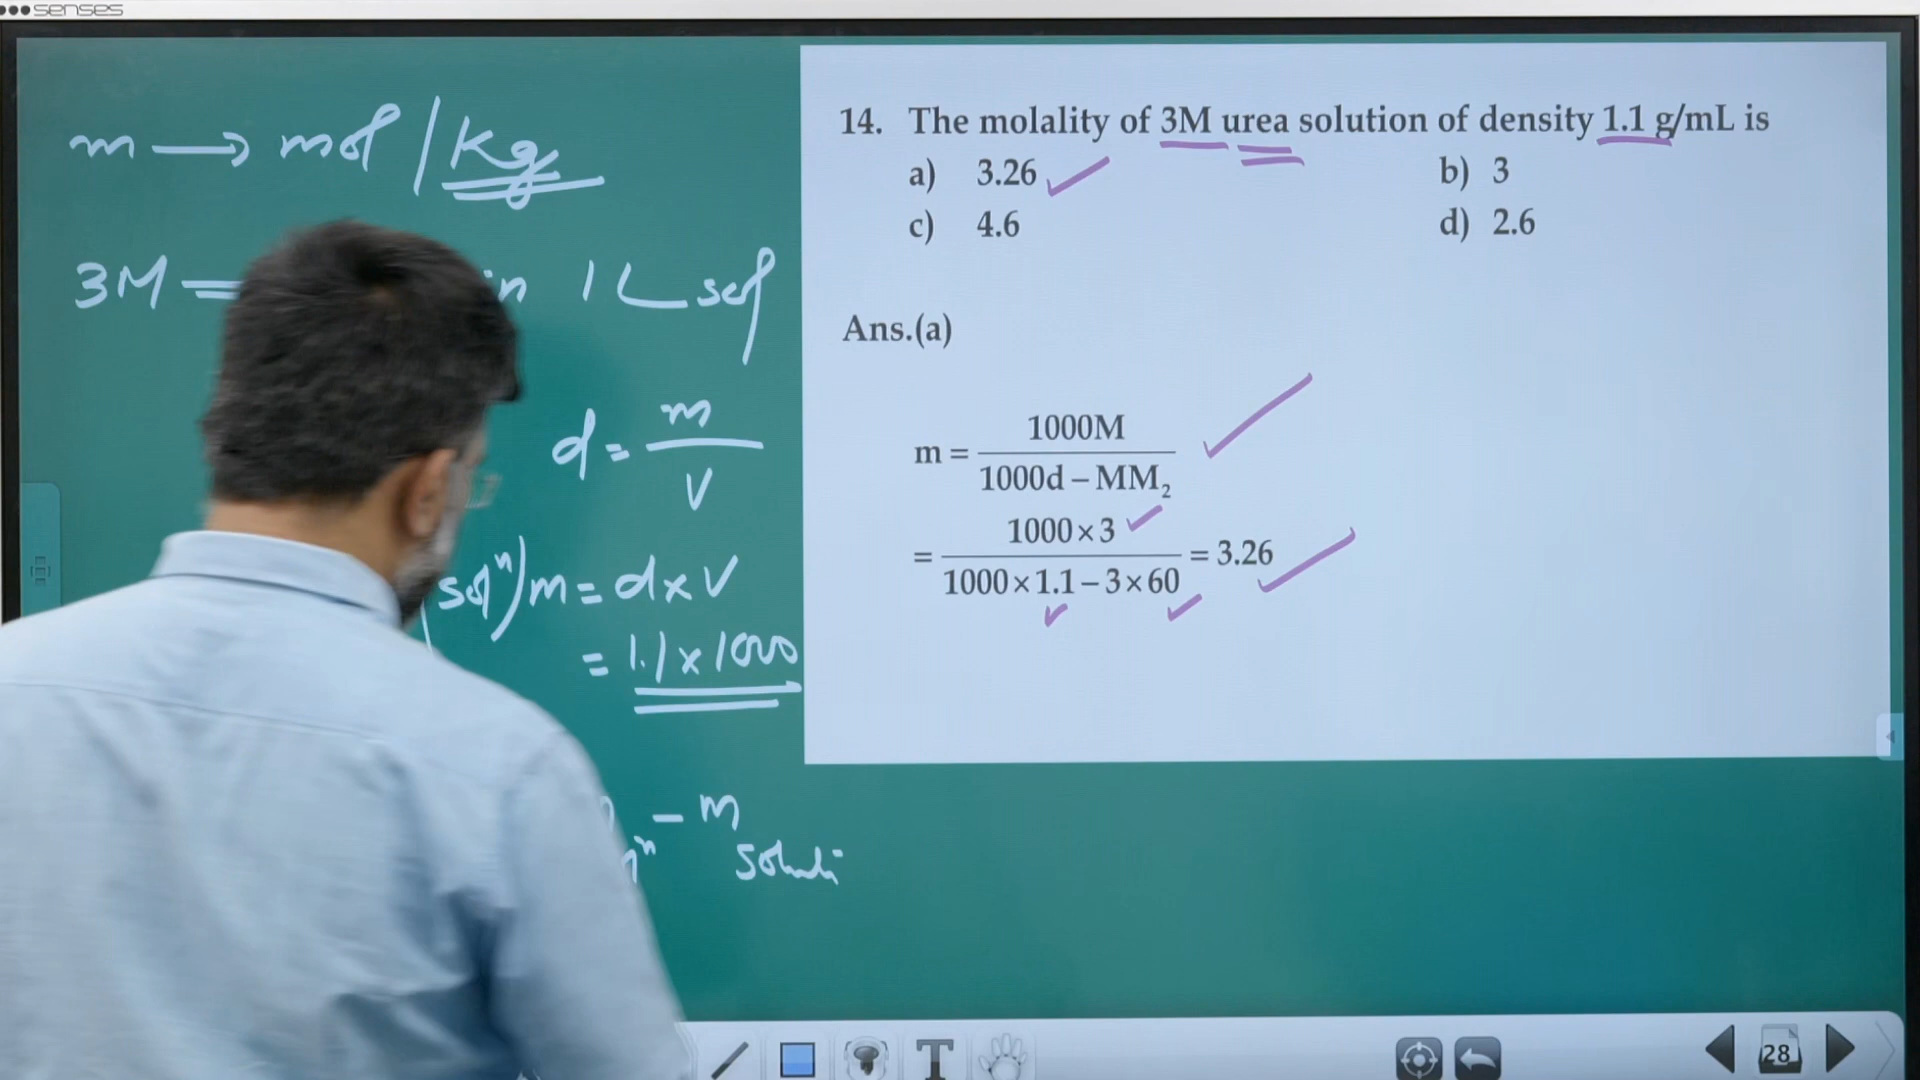 senses
m → mol / Kg
3M = in 1 L sol
d = m / V
(solⁿ) m = d x V
= 1.1 x 1000
- m
soluti
14. The molality of 3M urea solution of density 1.1 g/mL is
a) 3.26 b) 3
c) 4.6 d) 2.6
Ans.(a)
m = 1000M / 1000d – MM₂
= 1000 × 3 / 1000 × 1.1 – 3 × 60 = 3.26
T
28